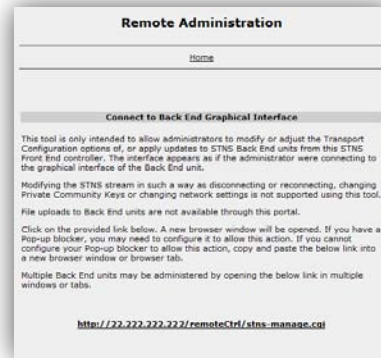 Remote Administration
Home
Connect to Back End Graphical Interface
This tool is only intended to allow administrators to modify or adjust the Transport
Configuration options of, or apply updates to STNS Back End units from this STNS
Front End controller. The interface appears as if the administrator were connecting to
the graphical interface of the Back End unit.
Modifying the STNS stream in such a way as disconnecting or reconnecting, changing
Private Community Keys or changing network settings is not supported using this tool.
File uploads to Back End units are not available through this portal.
Click on the provided link below. A new browser window will be opened. If you have a
Pop-up blocker, you may need to configure it to allow this action. If you cannot
configure your Pop-up blocker to allow this action, copy and paste the below link into
a new browser window or browser tab.
Multiple Back End units may be administered by opening the below link in multiple
windows or tabs.
http://22.222.222.222/remoteCtrl/stns-manage.cgi